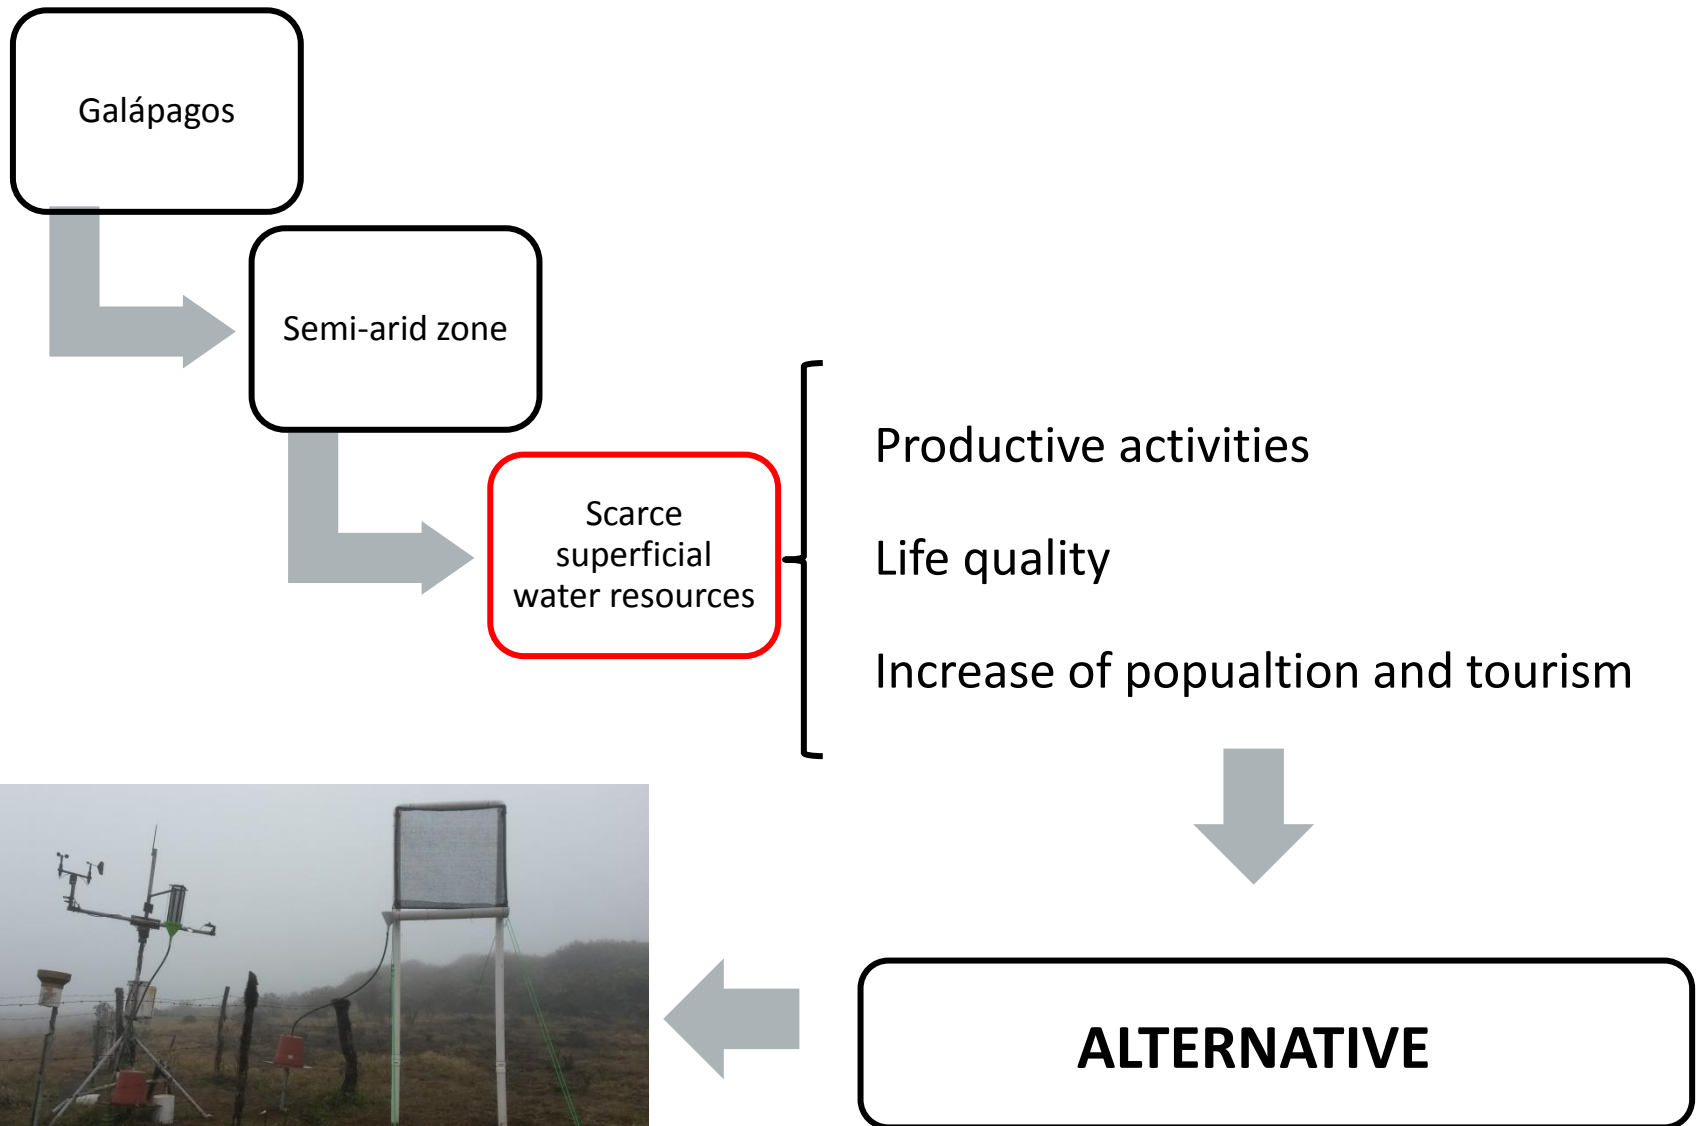 Galápagos
Semi-arid zone
Scarce
superficial
water resources
Productive activities
Life quality
Increase of popualtion and tourism
ALTERNATIVE